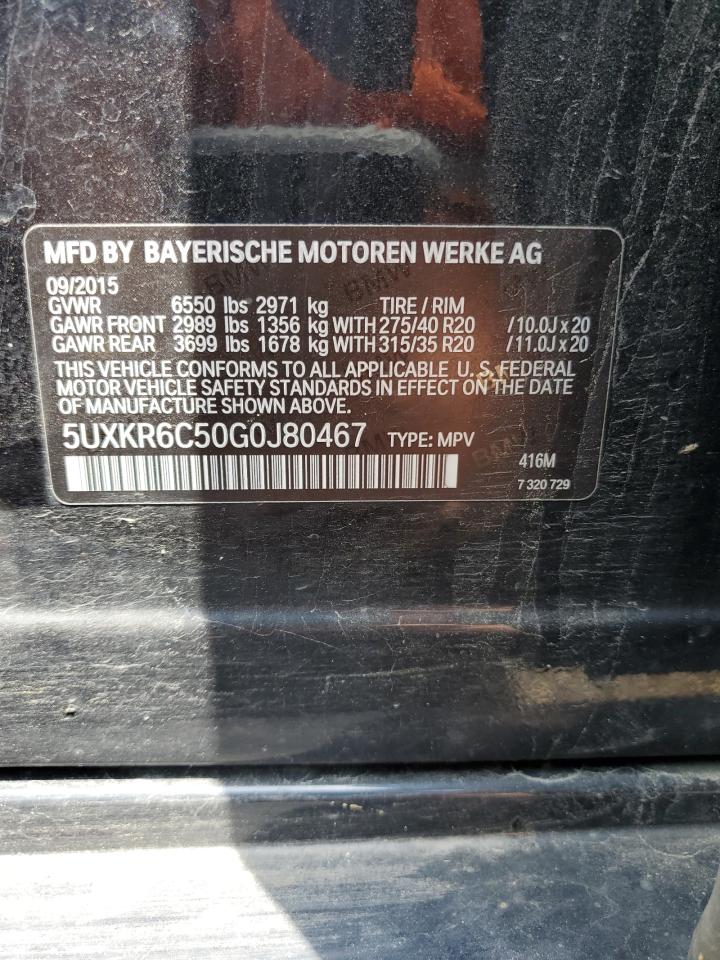 MFD BY BAYERISCHE MOTOREN WERKE AG
09/2015
GVWR 6550 lbs 2971 kg TIRE / RIM
GAWR FRONT 2989 lbs 1356 kg WITH 275/40 R20 /10.0J x 20
GAWR REAR 3699 lbs 1678 kg WITH 315/35 R20 /11.0J x 20
THIS VEHICLE CONFORMS TO ALL APPLICABLE U.S. FEDERAL
MOTOR VEHICLE SAFETY STANDARDS IN EFFECT ON THE DATE
OF MANUFACTURE SHOWN ABOVE.
5UXKR6C50G0J80467 TYPE: MPV
416M
7 320 729